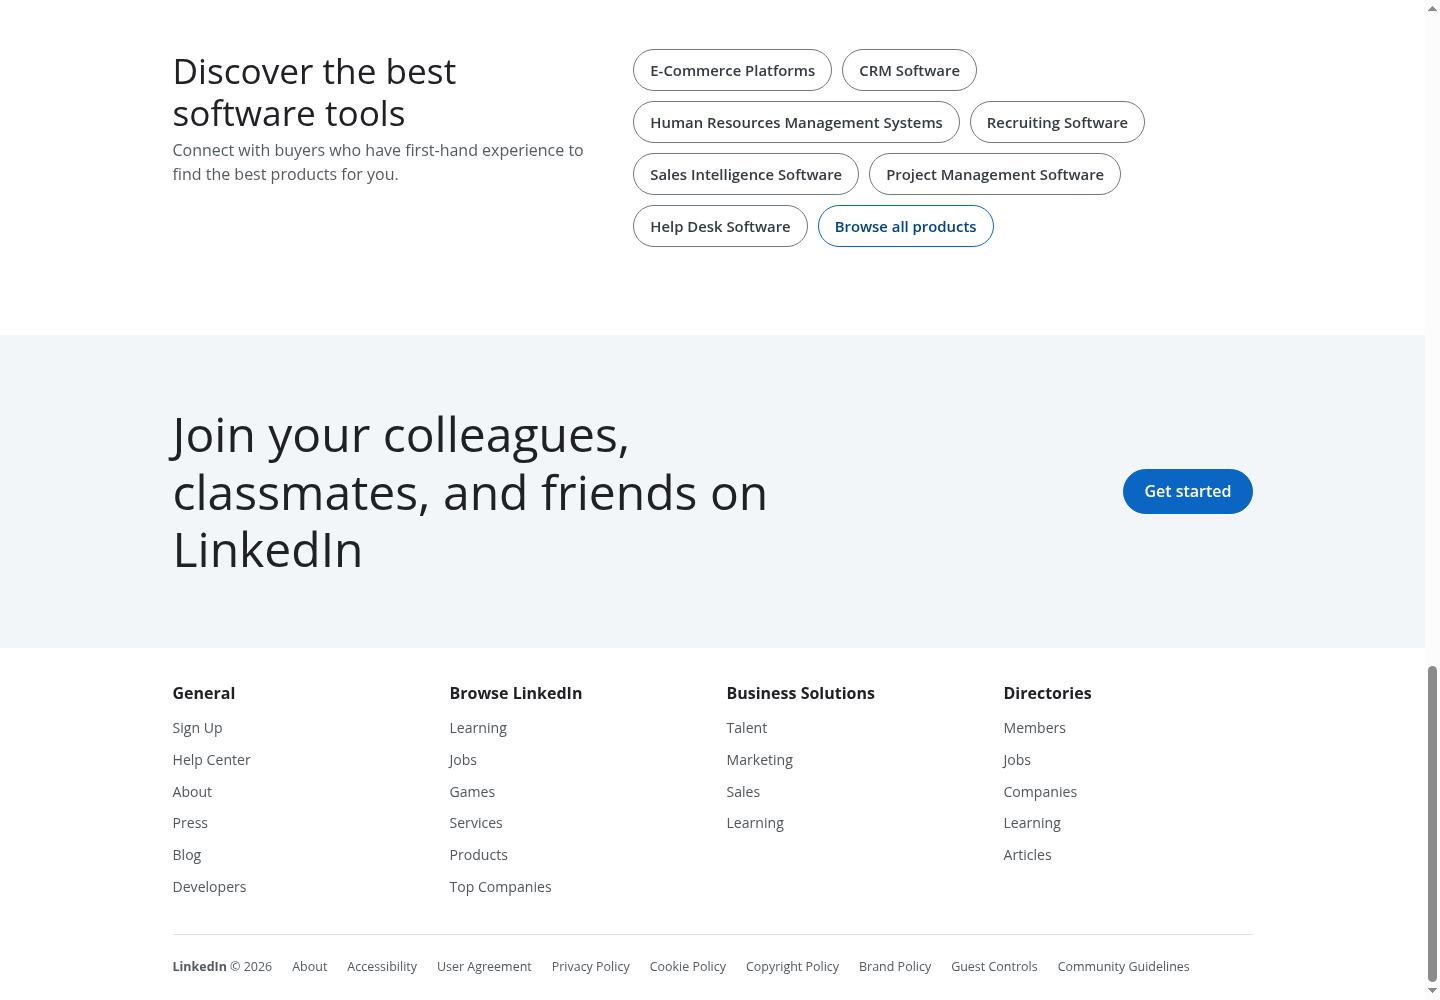 Discover the best
software tools
Connect with buyers who have first-hand experience to
find the best products for you.
E-Commerce Platforms
CRM Software
Human Resources Management Systems
Recruiting Software
Sales Intelligence Software
Project Management Software
Help Desk Software
Browse all products
Join your colleagues,
classmates, and friends on
LinkedIn
Get started
General
Sign Up
Help Center
About
Press
Blog
Developers
Browse LinkedIn
Learning
Jobs
Games
Services
Products
Top Companies
Business Solutions
Talent
Marketing
Sales
Learning
Directories
Members
Jobs
Companies
Learning
Articles
LinkedIn © 2026 About Accessibility User Agreement Privacy Policy Cookie Policy Copyright Policy Brand Policy Guest Controls Community Guidelines